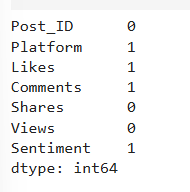 Post_ID 0
Platform 1
Likes 1
Comments 1
Shares 0
Views 0
Sentiment 1
dtype: int64